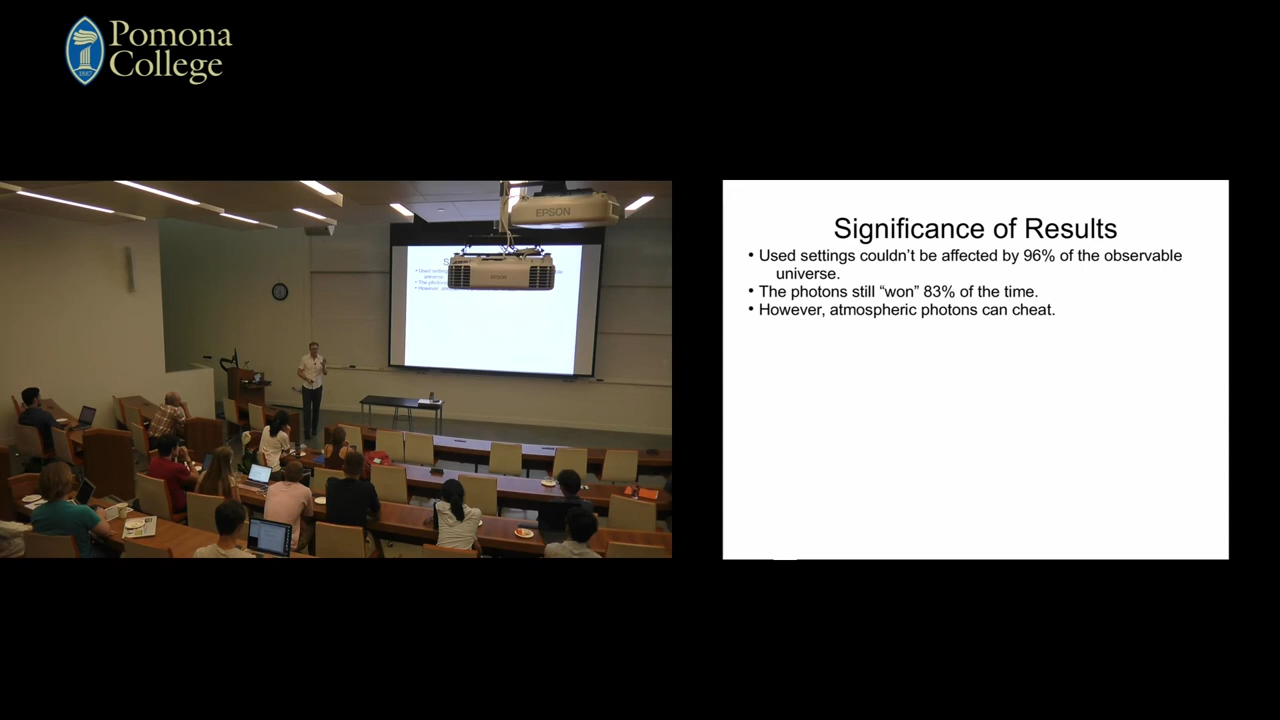 Pomona
College
1887
EPSON
EPSON
Significance of Results
• Used settings couldn’t be affected by 96% of the observable
universe.
• The photons still “won” 83% of the time.
• However, atmospheric photons can cheat.